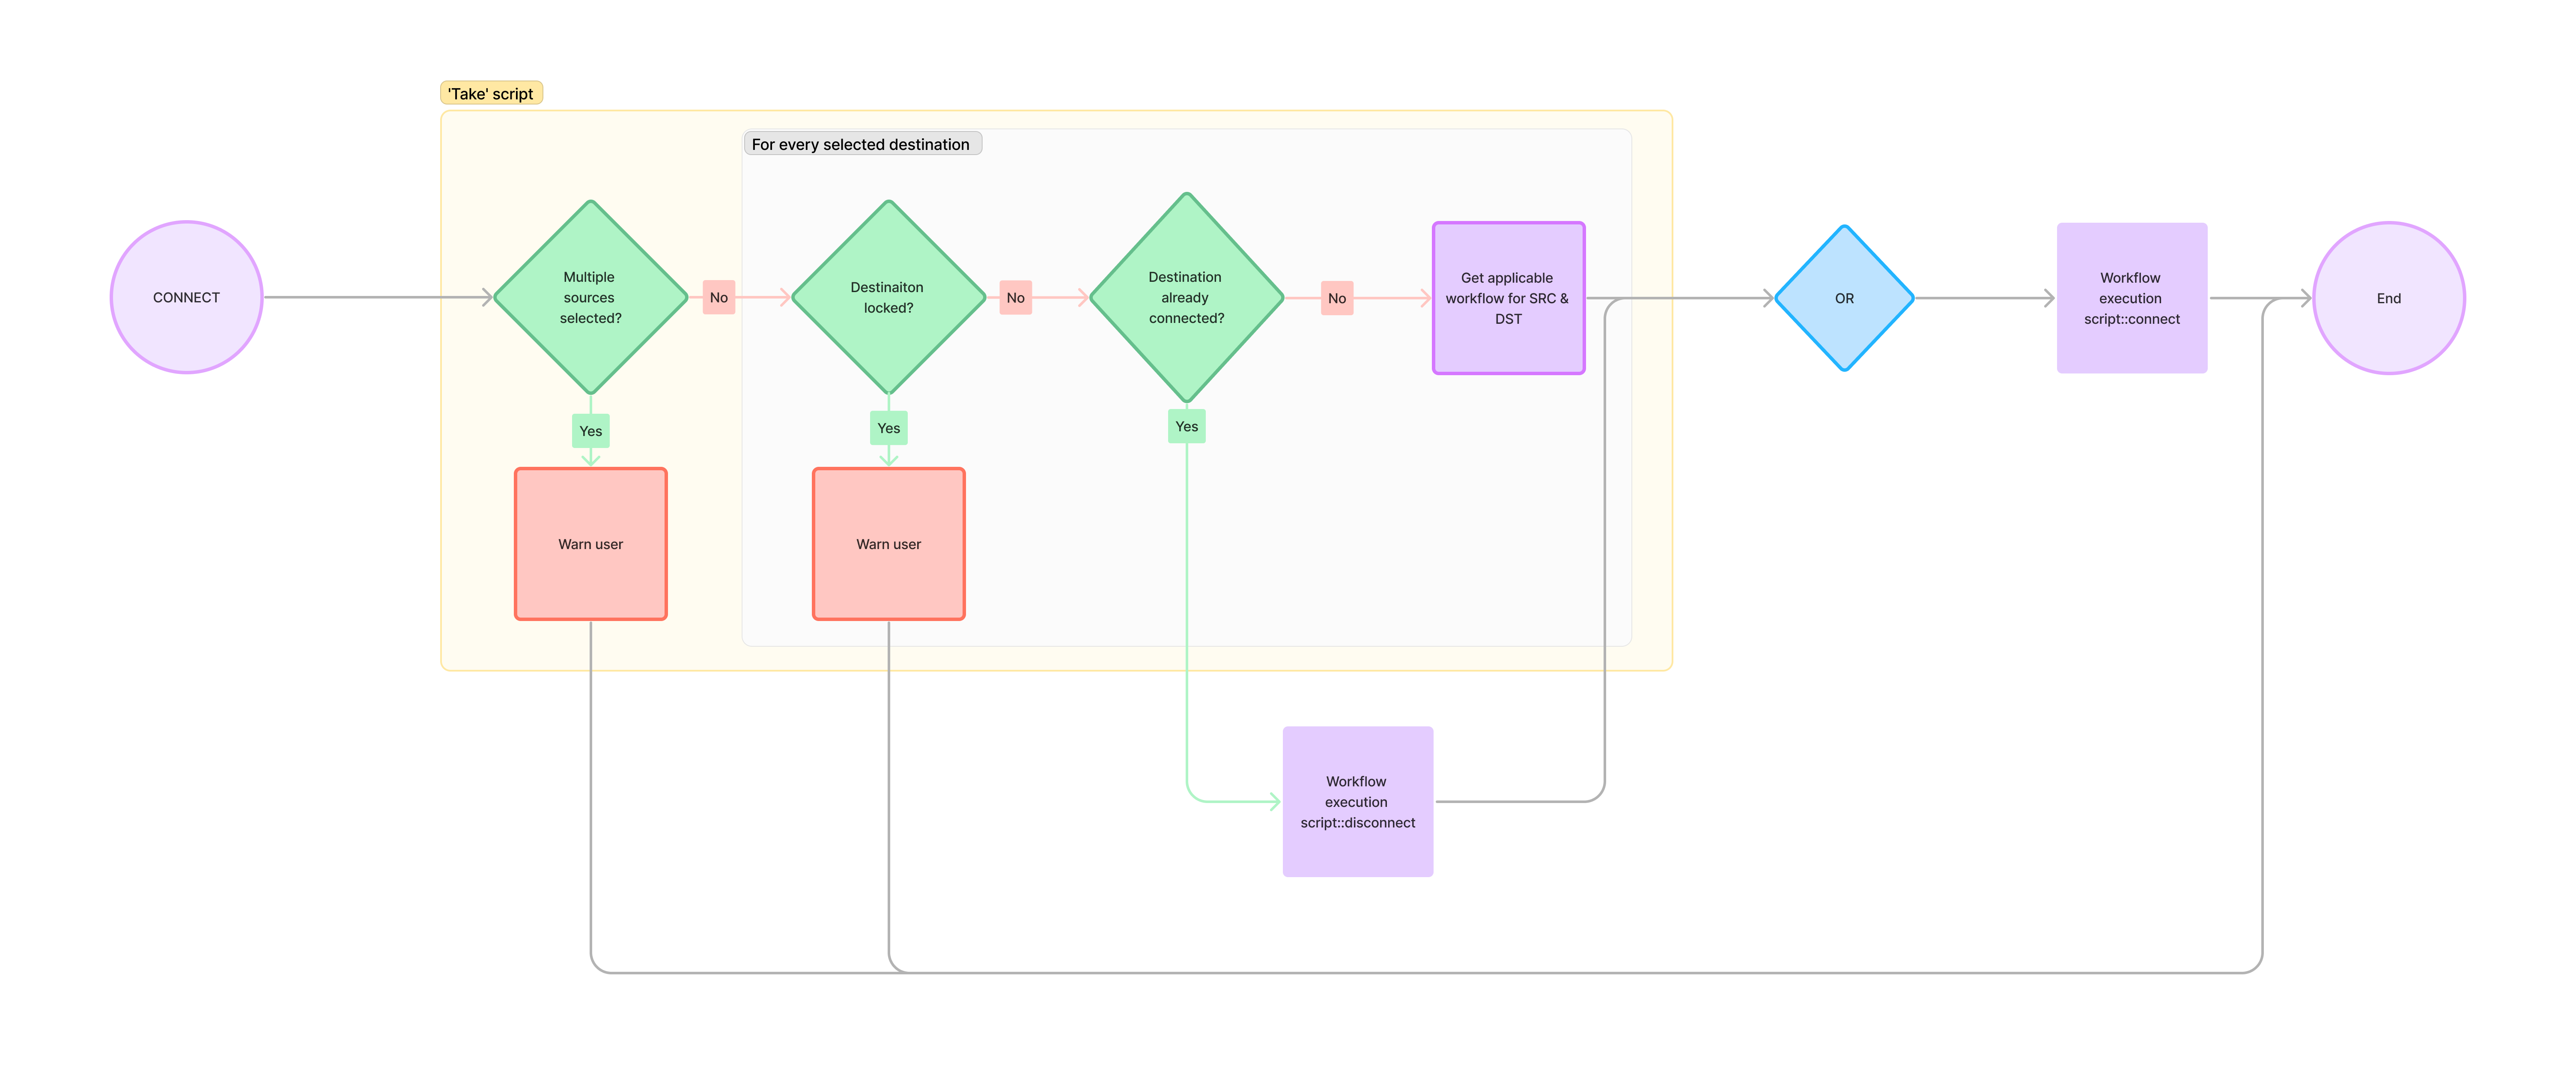 'Take' script
For every selected destination
CONNECT
Multiple
sources
selected?
No
Destinaiton
locked?
No
Destination
already
connected?
No
Get applicable
workflow for SRC &
DST
OR
Workflow
execution
script::connect
End
Yes
Yes
Yes
Warn user
Warn user
Workflow
execution
script::disconnect